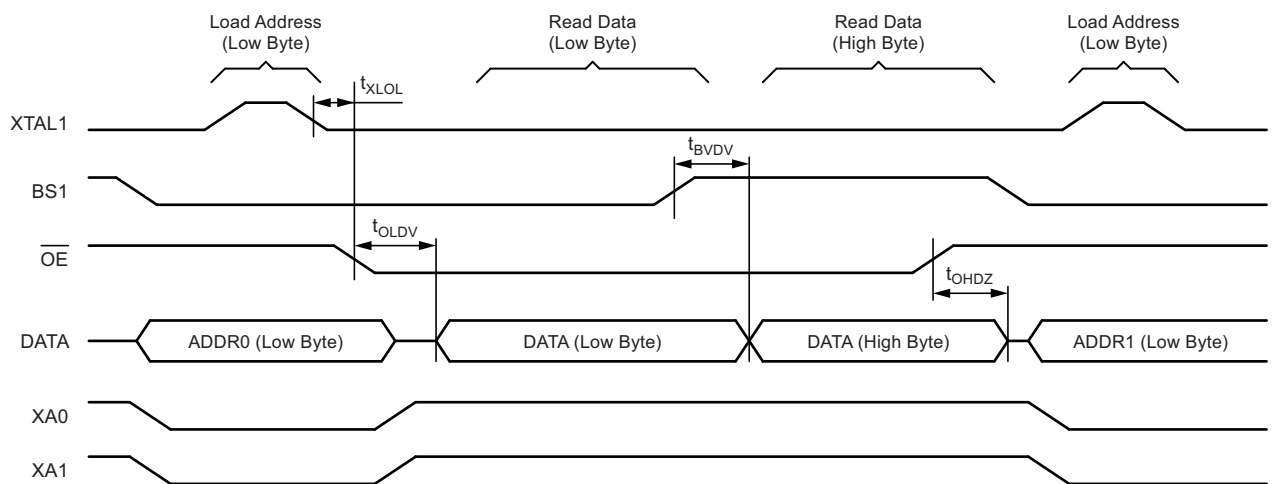 Load Address
(Low Byte)
Read Data
(Low Byte)
Read Data
(High Byte)
Load Address
(Low Byte)
tXLOL
XTAL1
tBVDV
BS1
tOLDV
OE
tOHDZ
DATA
ADDR0 (Low Byte)
DATA (Low Byte)
DATA (High Byte)
ADDR1 (Low Byte)
XA0
XA1